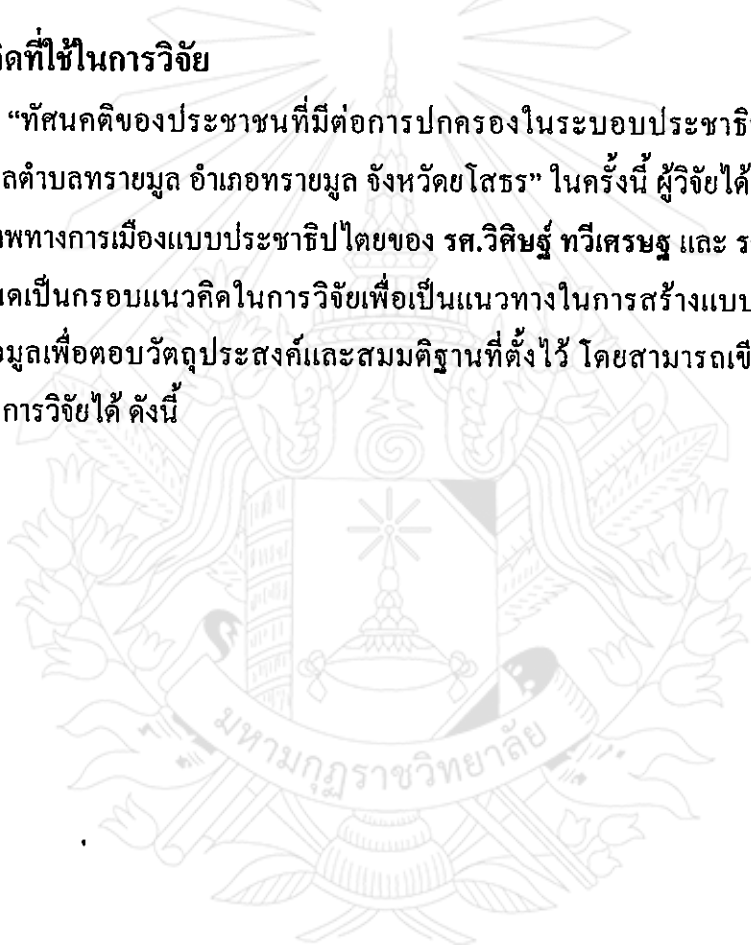 คิดที่ใช้ในการวิจัย
“ทัศนคติของประชาชนที่มีต่อการปกครองในระบอบประชาธิ
ลตำบลทรายมูล อำเภอทรายมูล จังหวัดยโสธร” ในครั้งนี้ ผู้วิจัยได้
าพทางการเมืองแบบประชาธิปไตยของ รศ.วิศิษฐ์ ทวีเศรษฐ และ ร
นดเป็นกรอบแนวคิดในการวิจัยเพื่อเป็นแนวทางในการสร้างแบบ
อมูลเพื่อตอบวัตถุประสงค์และสมมติฐานที่ตั้งไว้ โดยสามารถเขี
การวิจัยได้ ดังนี้
มหามกุฏราชวิทยาลัย